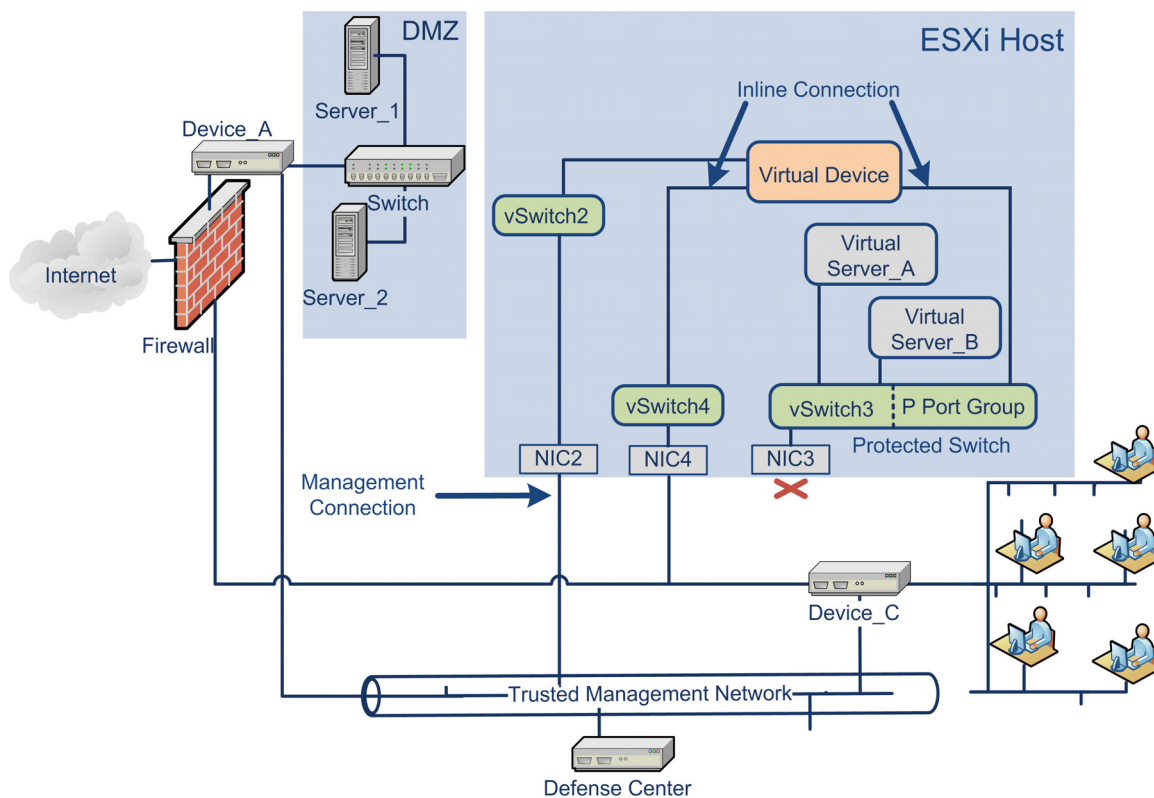 DMZ
ESXi Host
Server_1
Device_A
Inline Connection
Virtual Device
Switch
vSwitch2
Virtual
Server_A
Internet
Server_2
Virtual
Server_B
Firewall
vSwitch4
vSwitch3
P Port Group
Protected Switch
NIC2
NIC4
NIC3
Management
Connection
Device_C
Trusted Management Network
Defense Center